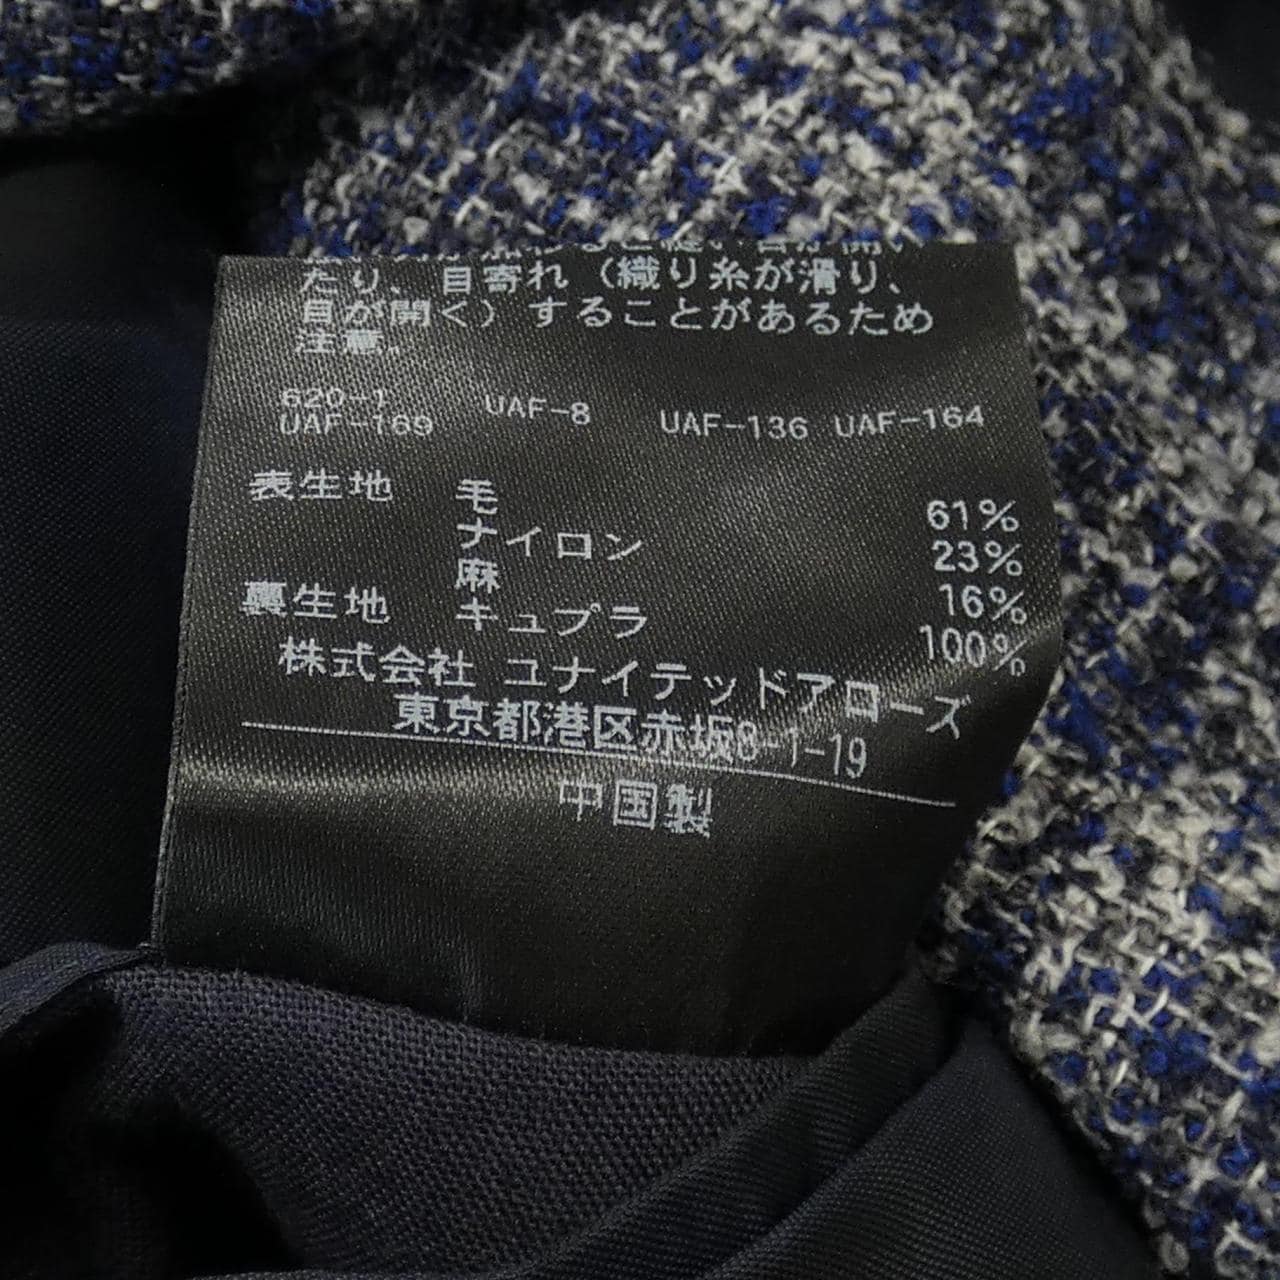 たり、目寄れ（織り糸が滑り、
目が開く）することがあるため
注意。
620-1 UAF-8 UAF-136 UAF-164
UAF-169
表生地 毛 61%
ナイロン 23%
麻 16%
裏生地 キュプラ 100%
株式会社 ユナイテッドアローズ
東京都港区赤坂8-1-19
中国製